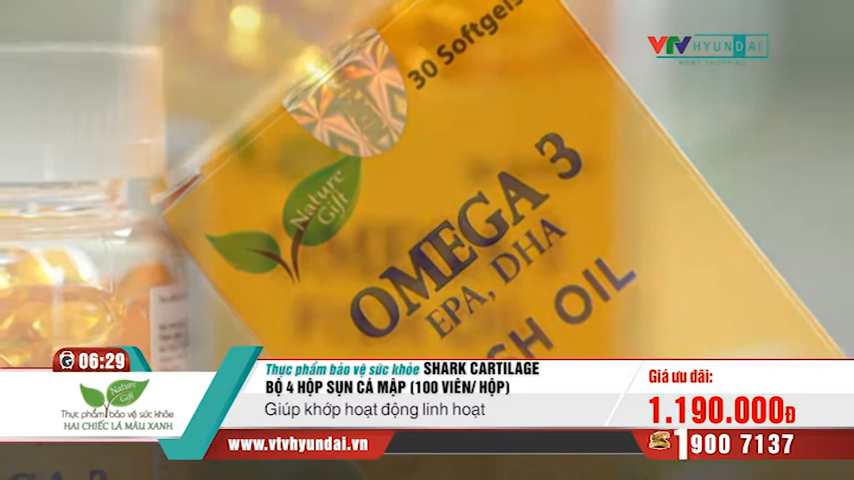 30 Softgels
VTV HYUNDAI
HOME SHOPPING
Nature
Gift
OMEGA 3
EPA, DHA
SH OIL
06:29
Nature
Gift
Thực phẩm bảo vệ sức khỏe
HAI CHIẾC LÁ MÀU XANH
Thực phẩm bảo vệ sức khỏe SHARK CARTILAGE
BỘ 4 HỘP SỤN CÁ MẬP (100 VIÊN/ HỘP)
Giúp khớp hoạt động linh hoạt
Giá ưu đãi:
1.190.000Đ
www.vtvhyundai.vn
1900 7137